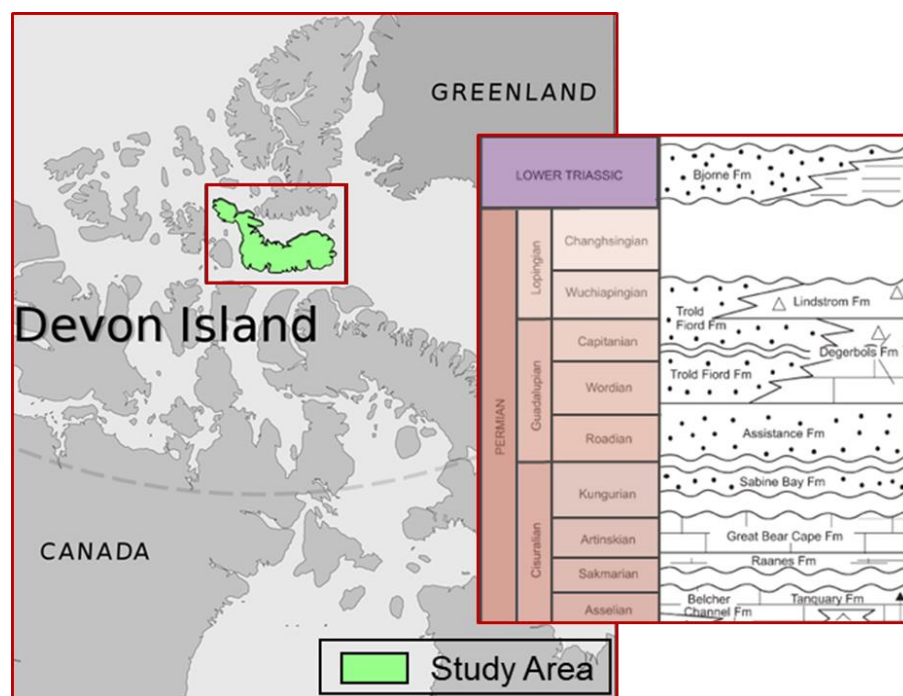 GREENLAND
Devon Island
CANADA
Study Area
LOWER TRIASSIC
Bjorne Fm
PERMIAN
Lopingian
Changhsingian
Wuchiapingian
Lindstrom Fm
Trold
Fiord Fm
Guadalupian
Capitanian
Degerbols Fm
Wordian
Trold Fiord Fm
Roadian
Assistance Fm
Cisuralian
Kungurian
Sabine Bay Fm
Artinskian
Great Bear Cape Fm
Raanes Fm
Sakmarian
Asselian
Belcher
Channel Fm
Tanquary Fm